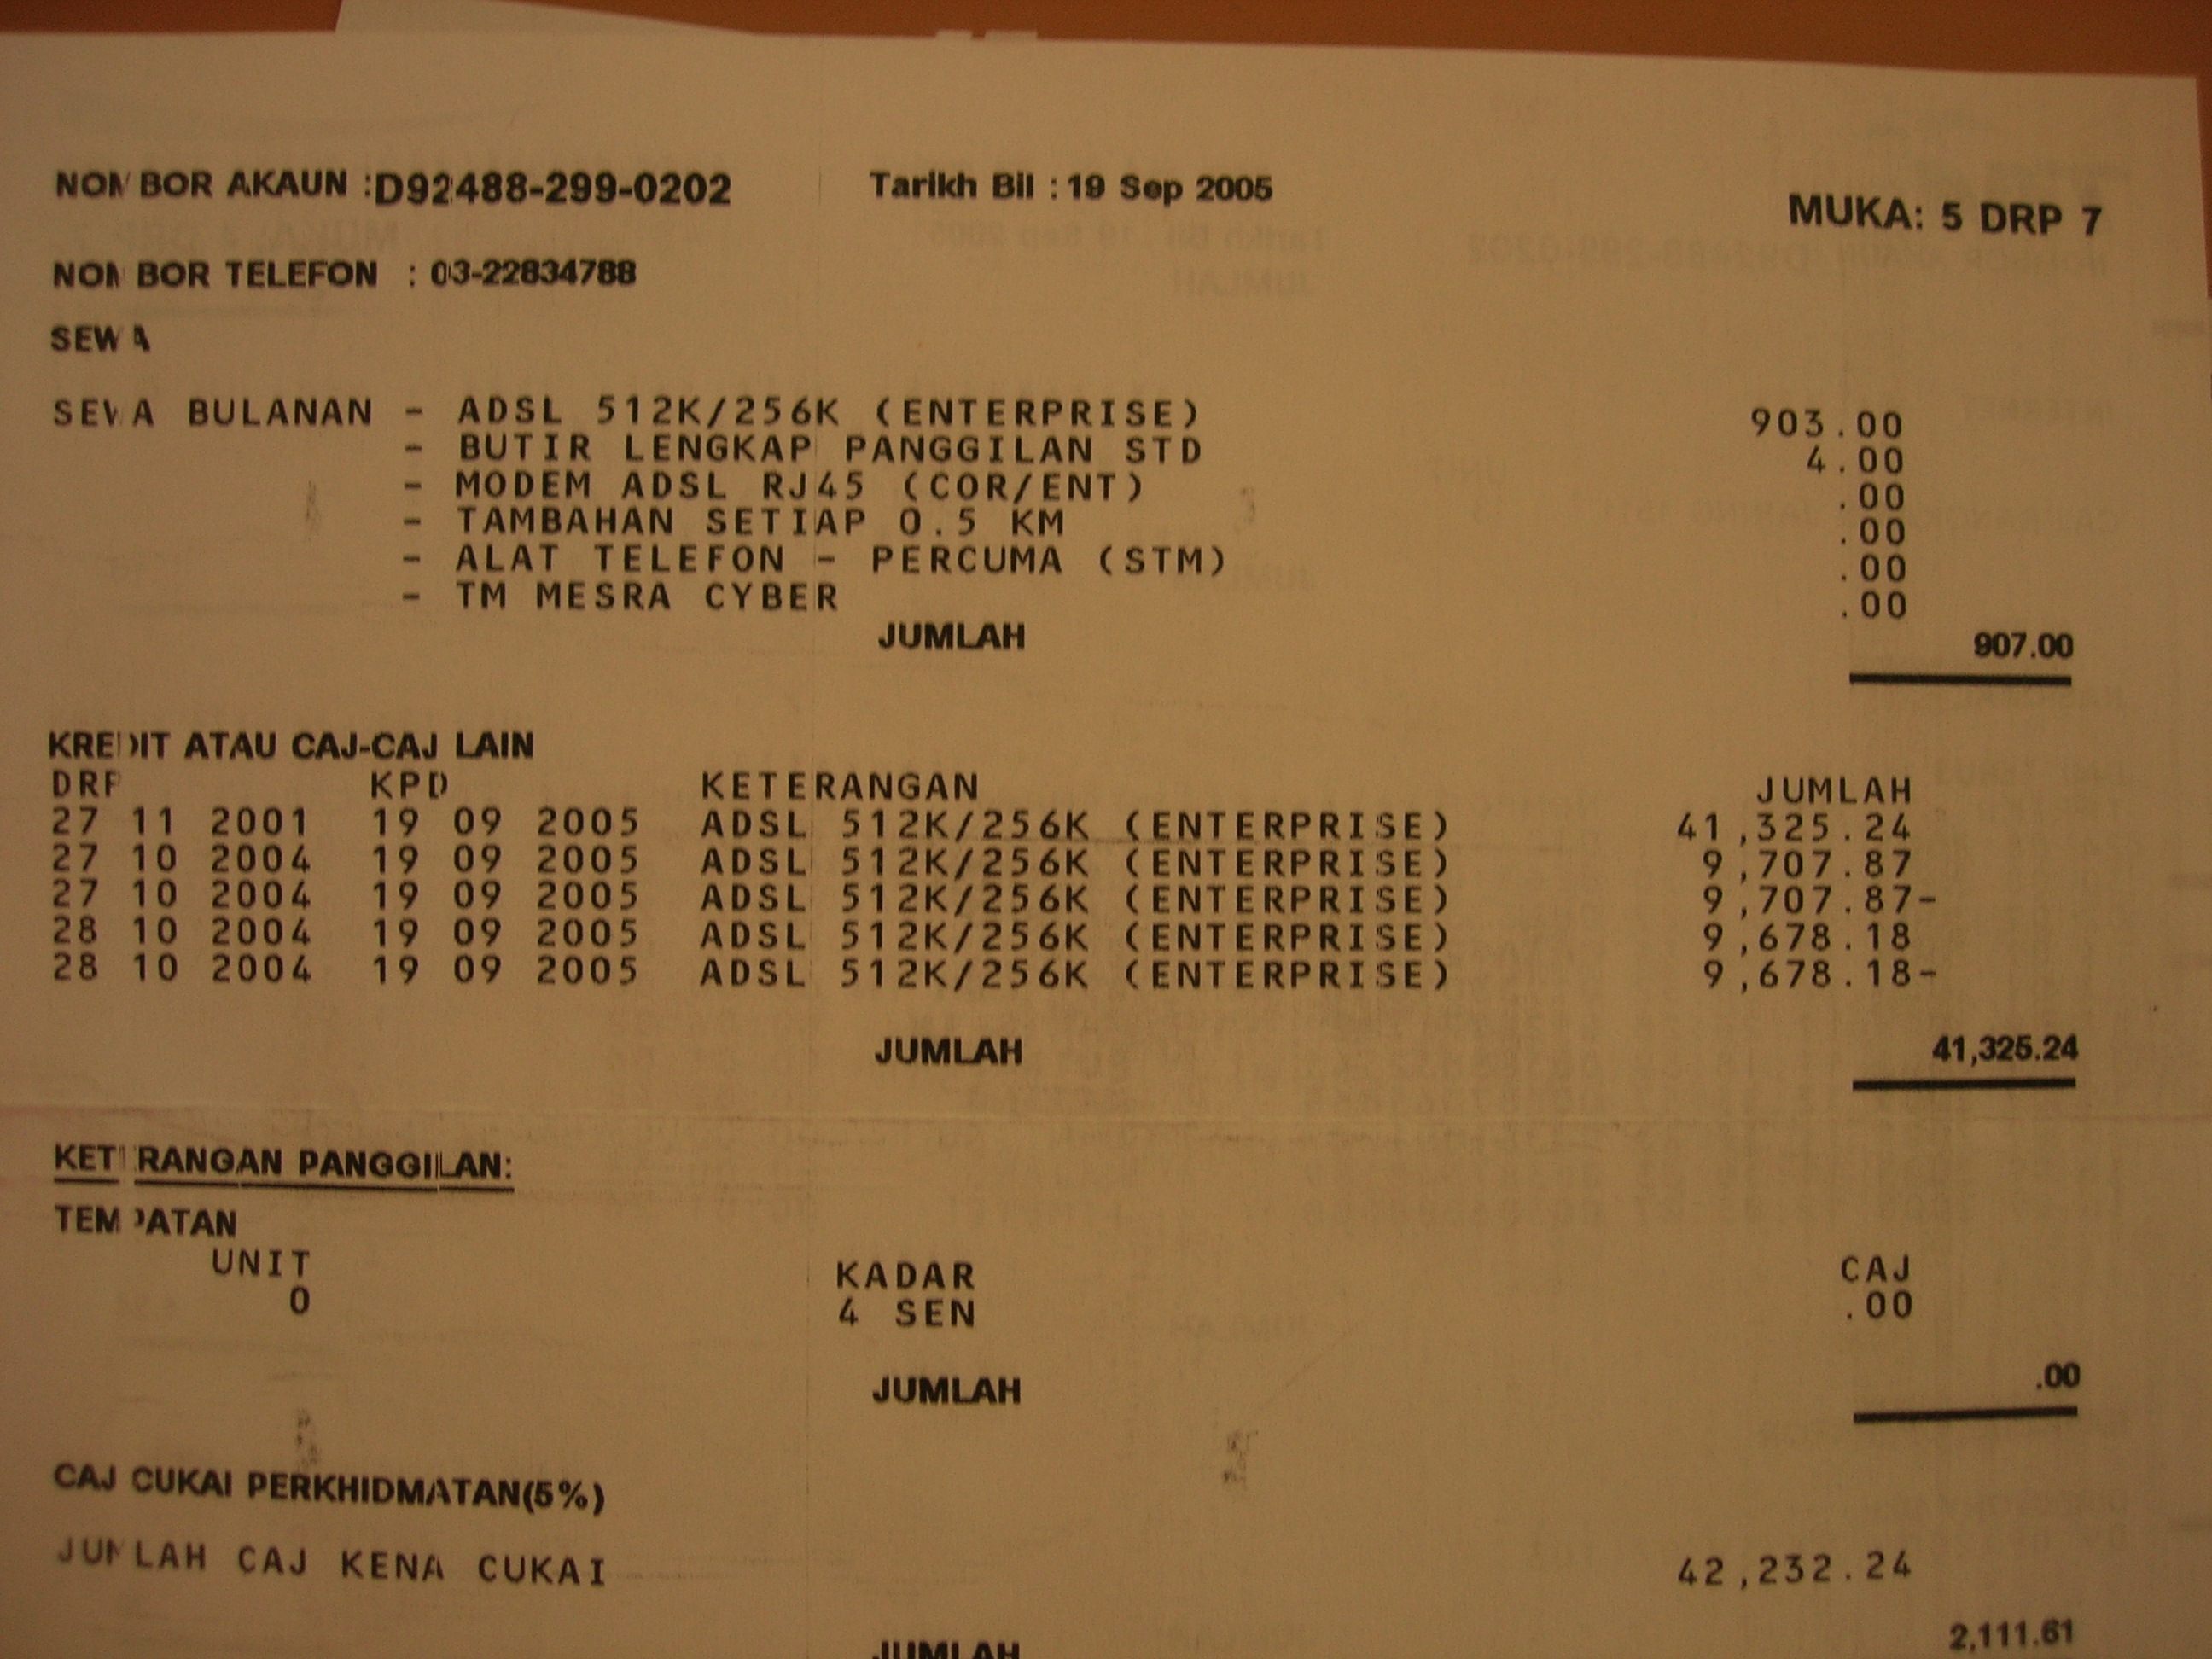 NOMBOR AKAUN :D92488-299-0202 Tarikh Bil : 19 Sep 2005 MUKA: 5 DRP 7
NOMBOR TELEFON : 03-22834788
SEWA
SEWA BULANAN - ADSL 512K/256K (ENTERPRISE) 903.00
- BUTIR LENGKAP PANGGILAN STD 4.00
- MODEM ADSL RJ45 (COR/ENT) .00
- TAMBAHAN SETIAP 0.5 KM .00
- ALAT TELEFON - PERCUMA (STM) .00
- TM MESRA CYBER .00
JUMLAH 907.00
KREDIT ATAU CAJ-CAJ LAIN
DRP KPD KETERANGAN JUMLAH
27 11 2001 19 09 2005 ADSL 512K/256K (ENTERPRISE) 41,325.24
27 10 2004 19 09 2005 ADSL 512K/256K (ENTERPRISE) 9,707.87
27 10 2004 19 09 2005 ADSL 512K/256K (ENTERPRISE) 9,707.87-
28 10 2004 19 09 2005 ADSL 512K/256K (ENTERPRISE) 9,678.18
28 10 2004 19 09 2005 ADSL 512K/256K (ENTERPRISE) 9,678.18-
JUMLAH 41,325.24
KETERANGAN PANGGILAN:
TEMPATAN
UNIT KADAR CAJ
0 4 SEN .00
JUMLAH .00
CAJ CUKAI PERKHIDMATAN(5%)
JUMLAH CAJ KENA CUKAI 42,232.24
JUMLAH 2,111.61